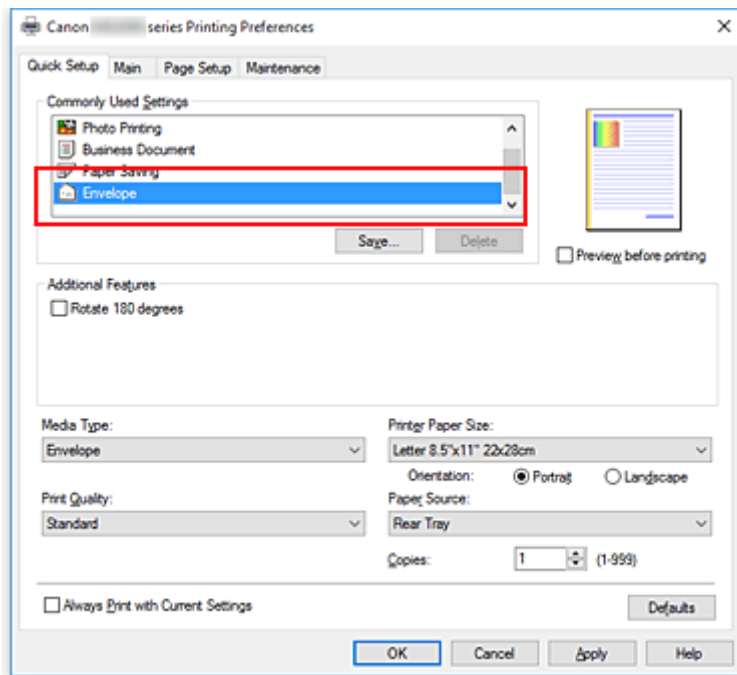 Canon series Printing Preferences
Quick Setup Main Page Setup Maintenance
Commonly Used Settings
Photo Printing
Business Document
Paper Saving
Envelope
Save... Delete
Preview before printing
Additional Features
Rotate 180 degrees
Media Type:
Envelope
Printer Paper Size:
Letter 8.5"x11" 22x28cm
Orientation: Portrait Landscape
Print Quality:
Standard
Paper Source:
Rear Tray
Copies: 1 (1-999)
Always Print with Current Settings
Defaults
OK Cancel Apply Help